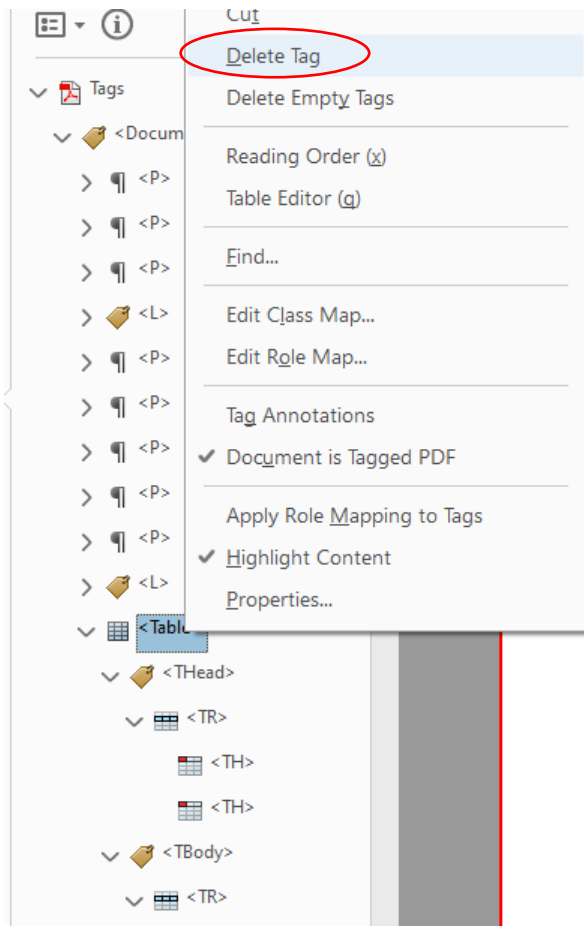 Cut
Delete Tag
Delete Empty Tags
Reading Order (x)
Table Editor (q)
Find...
Edit Class Map...
Edit Role Map...
Tag Annotations
Document is Tagged PDF
Apply Role Mapping to Tags
Highlight Content
Properties...
Tags
<Docum
<P>
<P>
<P>
<L>
<P>
<P>
<P>
<P>
<P>
<L>
<Table
<THead>
<TR>
<TH>
<TH>
<TBody>
<TR>